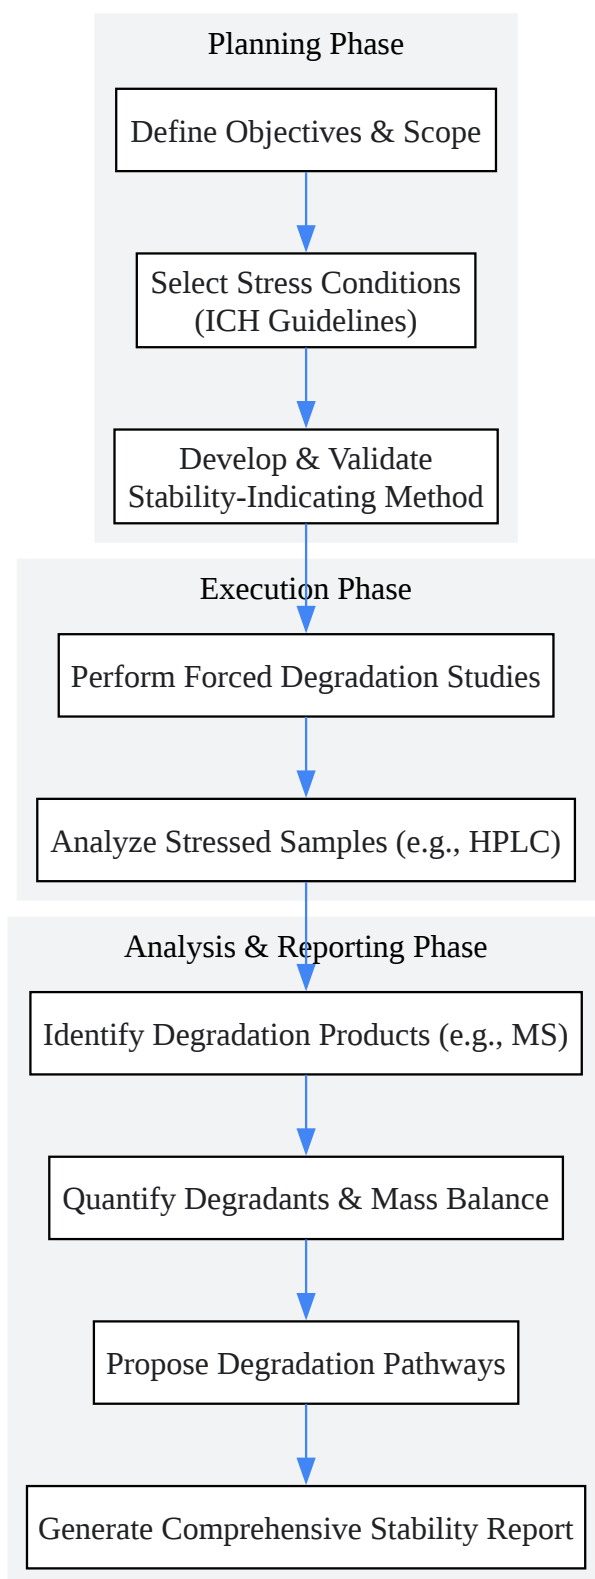 Planning Phase
Define Objectives & Scope
Select Stress Conditions
(ICH Guidelines)
Develop & Validate
Stability-Indicating Method
Execution Phase
Perform Forced Degradation Studies
Analyze Stressed Samples (e.g., HPLC)
Analysis & Reporting Phase
Identify Degradation Products (e.g., MS)
Quantify Degradants & Mass Balance
Propose Degradation Pathways
Generate Comprehensive Stability Report